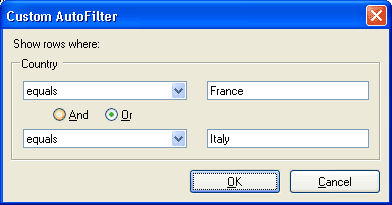 Custom AutoFilter
Show rows where:
Country
equals France
And Or
equals Italy
OK Cancel